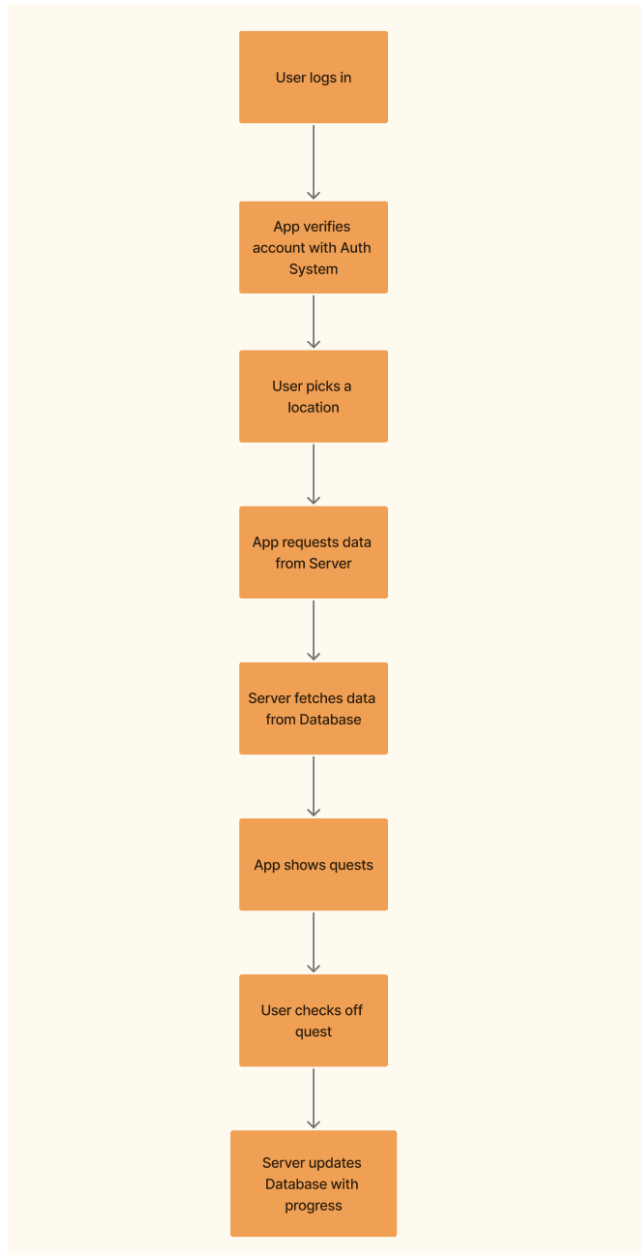 User logs in
App verifies
account with Auth
System
User picks a
location
App requests data
from Server
Server fetches data
from Database
App shows quests
User checks off
quest
Server updates
Database with
progress